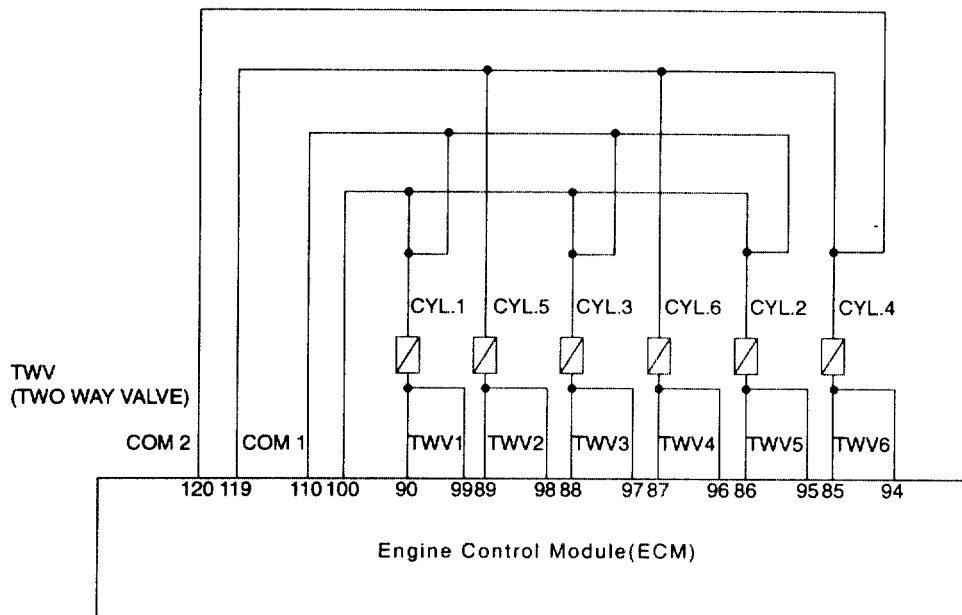 CYL.1 CYL.5 CYL.3 CYL.6 CYL.2 CYL.4
TWV
(TWO WAY VALVE)
COM 2 COM 1 TWV1 TWV2 TWV3 TWV4 TWV5 TWV6
120 119 110 100 90 99 89 98 88 97 87 96 86 95 85 94
Engine Control Module(ECM)